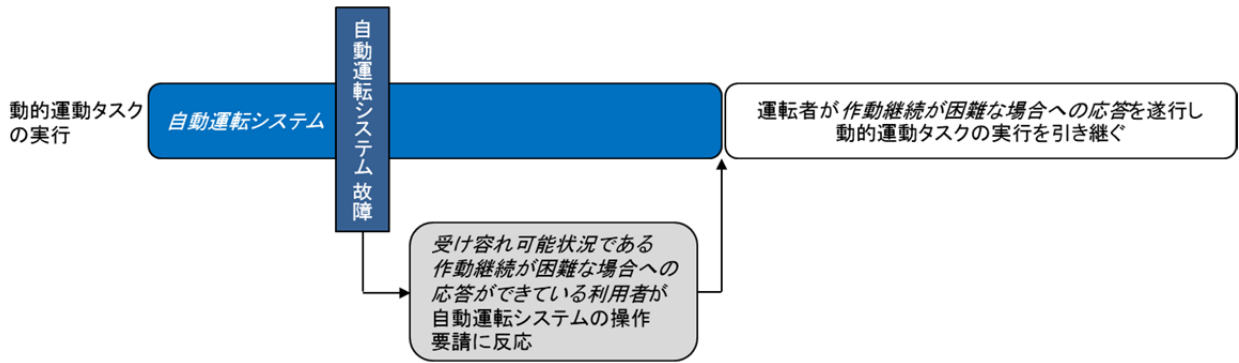 動的運動タスク
の実行
自動運転システム
自動運転システム故障
運転者が作動継続が困難な場合への応答を遂行し
動的運動タスクの実行を引き継ぐ
受け容れ可能状況である
作動継続が困難な場合への
応答ができている利用者が
自動運転システムの操作
要請に反応